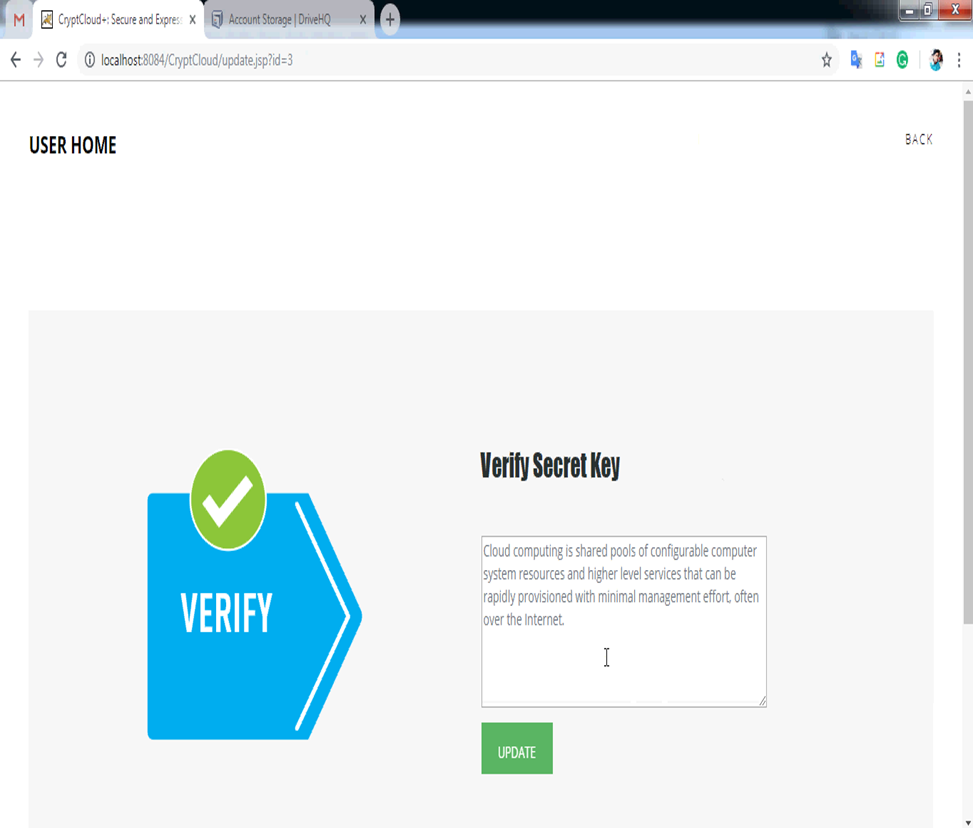 M CryptCloud+: Secure and Expres × Account Storage | DriveHQ × +
localhost:8084/CryptCloud/update.jsp?id=3
USER HOME
BACK
Verify Secret Key
Cloud computing is shared pools of configurable computer
system resources and higher level services that can be
rapidly provisioned with minimal management effort, often
over the Internet.
VERIFY
UPDATE